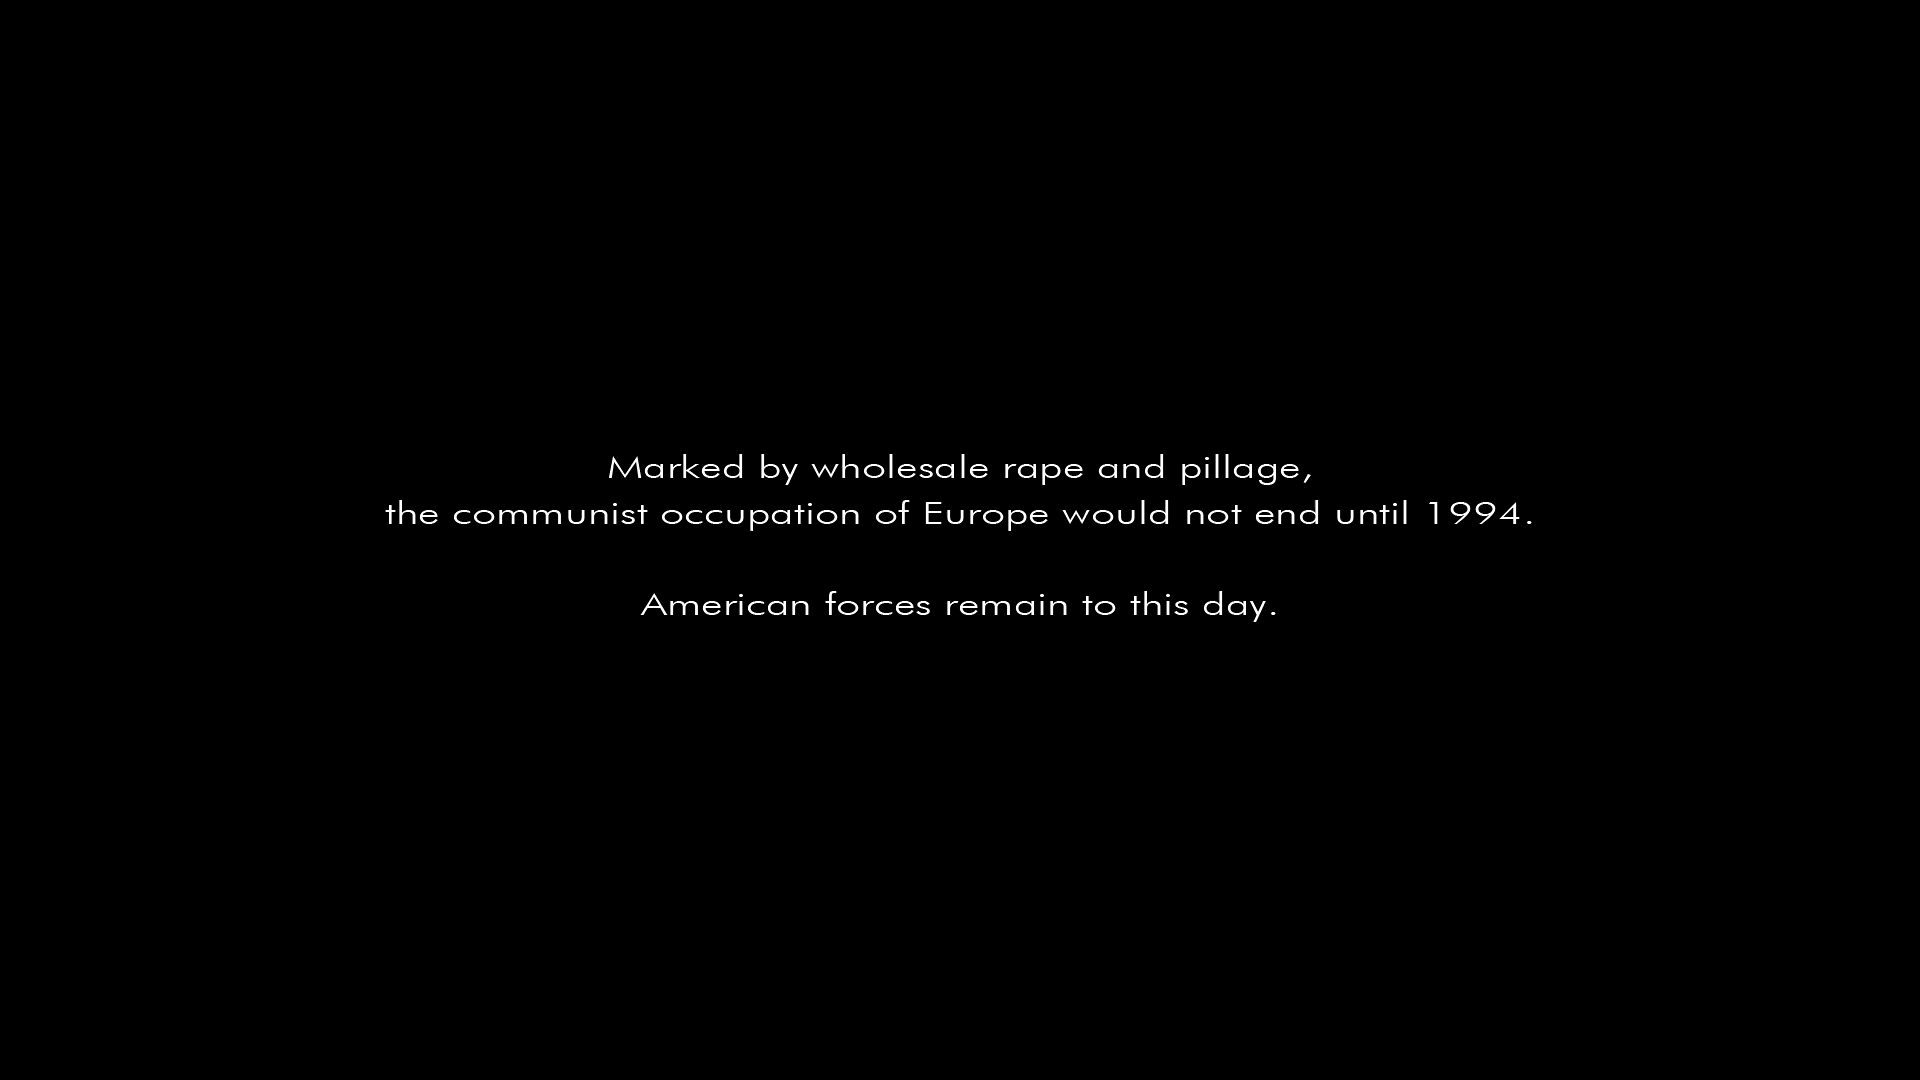 Marked by wholesale rape and pillage,
the communist occupation of Europe would not end until 1994.
American forces remain to this day.